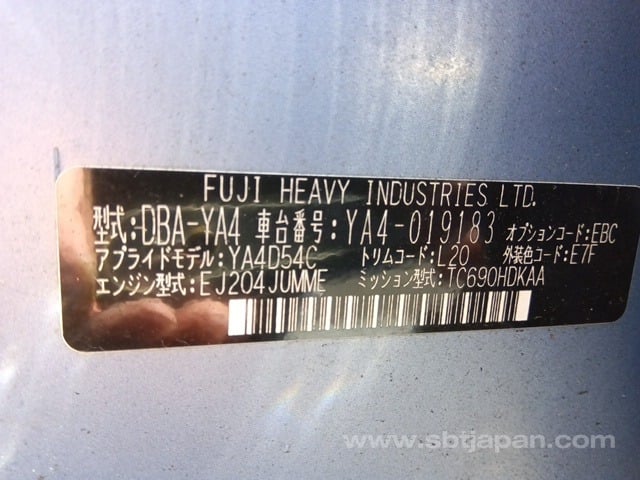 FUJI HEAVY INDUSTRIES LTD.
型式:DBA-YA4 車台番号:YA4-019183 オプションコード:EBC
アプライドモデル:YA4D54C トリムコード:L20 外装色コード:E7F
エンジン型式:EJ204JUMME ミッション型式:TC690HDKAA
www.sbtjapan.com